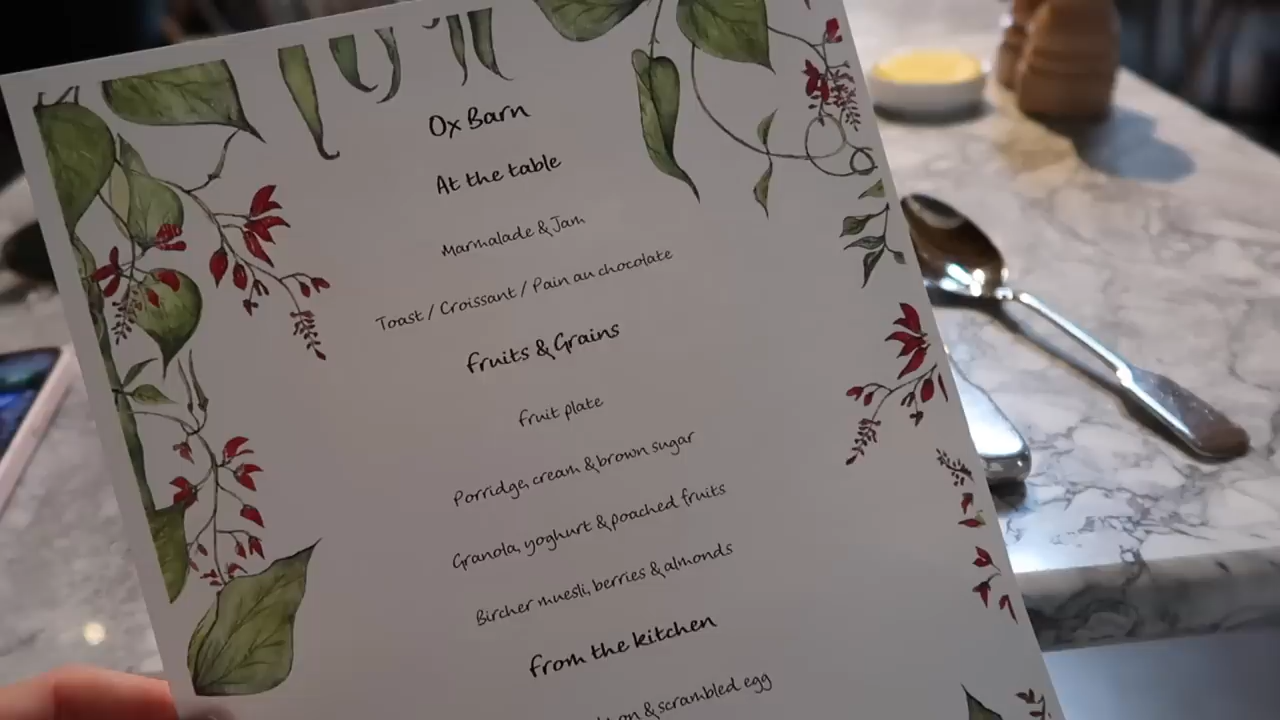 Ox Barn
At the table
Marmalade & Jam
Toast / Croissant / Pain au chocolate
fruits & Grains
fruit plate
Porridge, cream & brown sugar
Granola, yoghurt & poached fruits
Bircher muesli, berries & almonds
from the kitchen
& scrambled egg